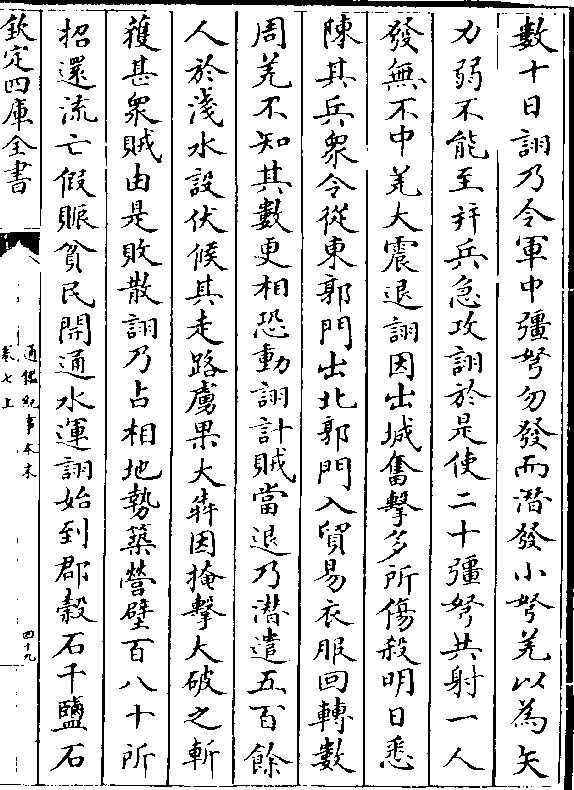 數十日詡乃令軍中彊弩勿發而潛發小弩羌以為矢
力弱不能至并兵急攻詡於是使二十彊弩共射一人
發無不中羌大震退詡因出城奮擊多所傷殺明日悉
陳其兵衆令從東郭門出北郭門入貿易衣服回轉數
周羌不知其數更相恐動詡計賊當退乃潛遣五百餘
人於淺水設伏候其走路虜果大犇因掩擊大破之斬
獲甚衆賊由是敗散詡乃占相地勢築營壁百八十所
招還流亡假賑貧民開通水運詡始到郡榖石千鹽石
欽定四庫全書
通鑑紀事本末
卷七上
四十九